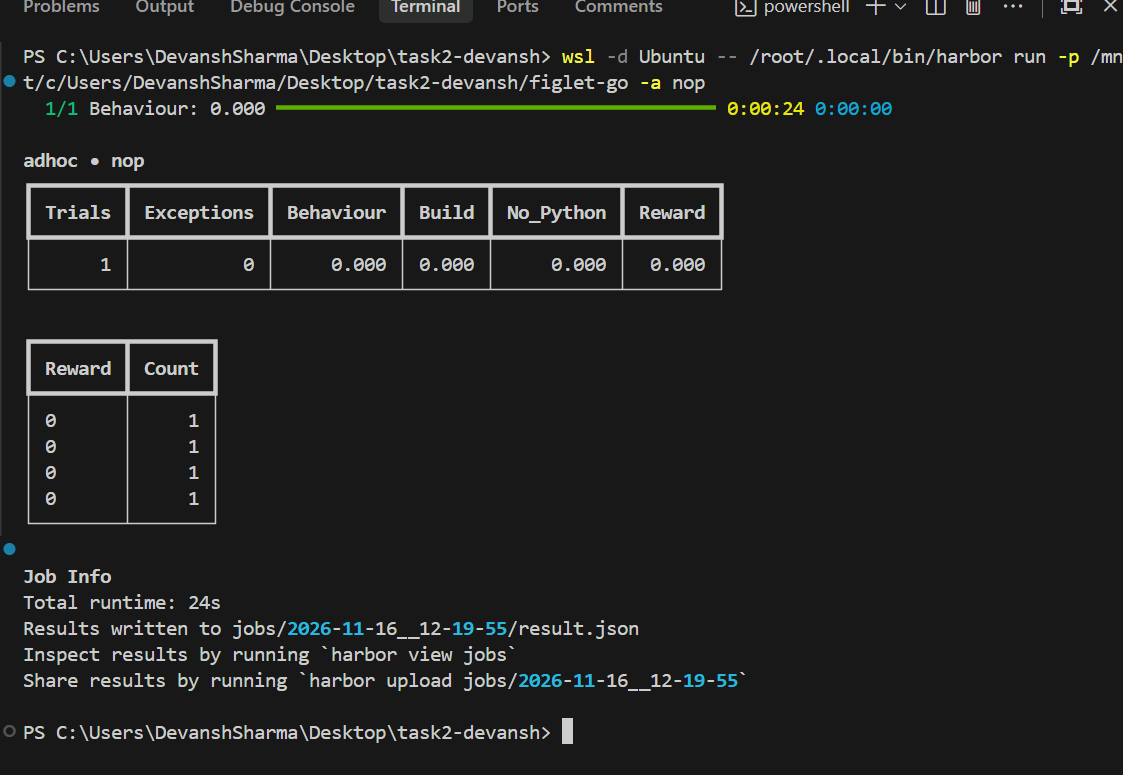 Problems Output Debug Console Terminal Ports Comments powershell
PS C:\Users\DevanshSharma\Desktop\task2-devansh> wsl -d Ubuntu -- /root/.local/bin/harbor run -p /mn
t/c/Users/DevanshSharma/Desktop/task2-devansh/figlet-go -a nop
1/1 Behaviour: 0.000 0:00:24 0:00:00
adhoc • nop
Trials Exceptions Behaviour Build No_Python Reward
1 0 0.000 0.000 0.000 0.000
Reward Count
0 1
0 1
0 1
0 1
Job Info
Total runtime: 24s
Results written to jobs/2026-11-16__12-19-55/result.json
Inspect results by running `harbor view jobs`
Share results by running `harbor upload jobs/2026-11-16__12-19-55`
PS C:\Users\DevanshSharma\Desktop\task2-devansh>